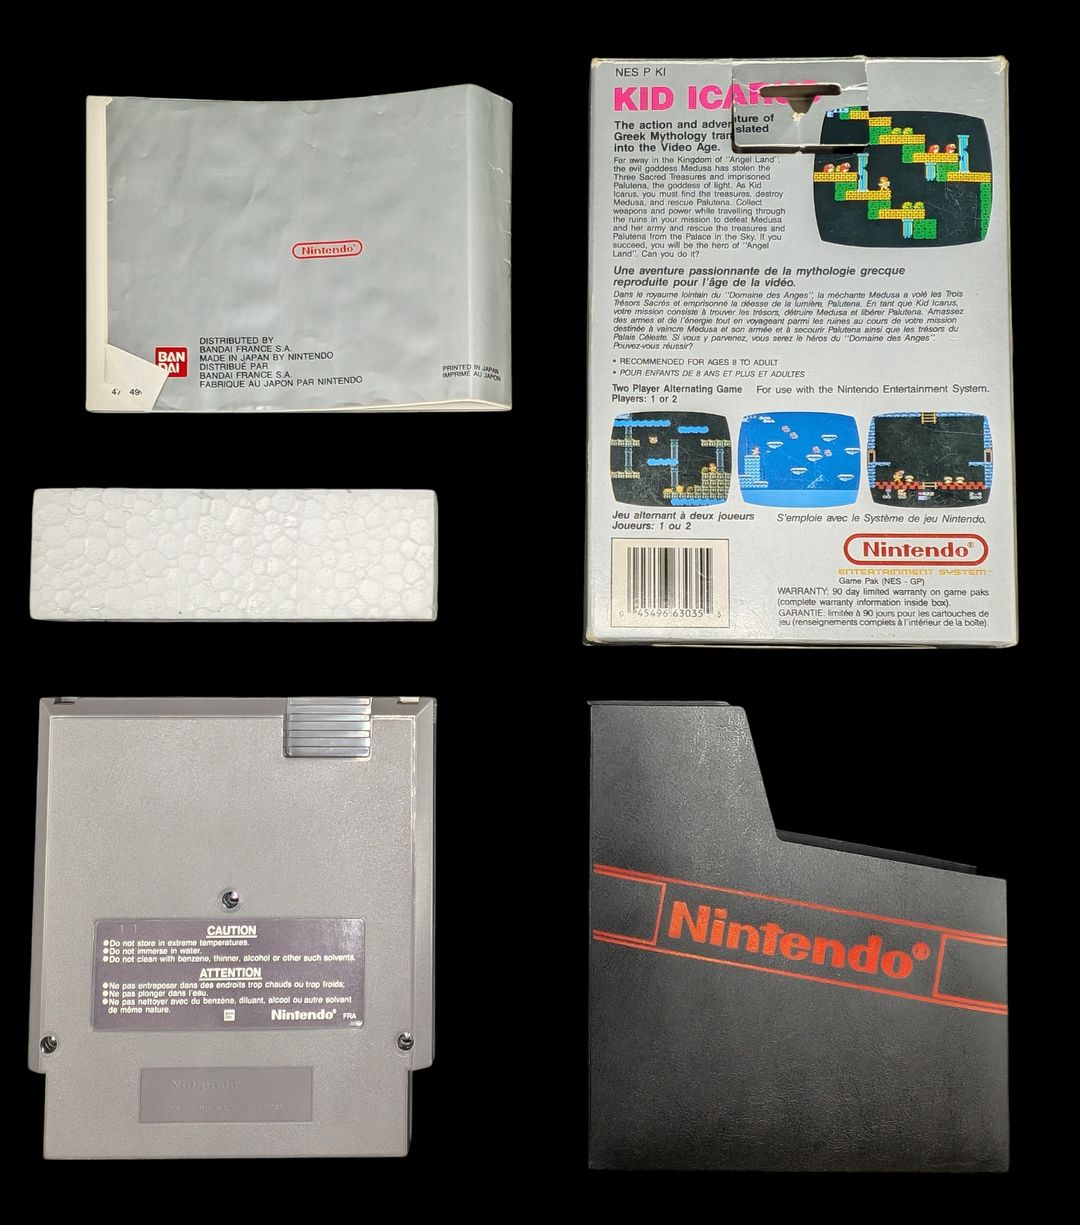 Nintendo®
BAN
DAI
DISTRIBUTED BY
BANDAI FRANCE S.A.
MADE IN JAPAN BY NINTENDO
DISTRIBUÉ PAR
BANDAI FRANCE S.A.
FABRIQUE AU JAPON PAR NINTENDO
PRINTED IN JAPAN
IMPRIMÉ AU JAPON
47 49
NES P KI
KID ICARUS
The action and adventure of
Greek Mythology translated
into the Video Age.
Far away in the Kingdom of "Angel Land",
the evil goddess Medusa has stolen the
Three Sacred Treasures and imprisoned
Palutena, the goddess of light. As Kid
Icarus, you must find the treasures, destroy
Medusa, and rescue Palutena. Collect
weapons and power while travelling through
the ruins in your mission to defeat Medusa
and her army and rescue the treasures and
Palutena from the Palace in the Sky. If you
succeed, you will be the hero of "Angel
Land". Can you do it?
Une aventure passionnante de la mythologie grecque
reproduite pour l'âge de la vidéo.
Dans le royaume lointain du "Domaine des Anges", la méchante Medusa a volé les Trois
Trésors Sacrés et emprisonné la déesse de la lumière, Palutena. En tant que Kid Icarus,
votre mission consiste à trouver les trésors, détruire Medusa et libérer Palutena. Amassez
des armes et de l'énergie tout en voyageant parmi les ruines au cours de votre mission
destinée à vaincre Medusa et son armée et à secourir Palutena ainsi que les trésors du
Palais Céleste. Si vous y parvenez, vous serez le héros du "Domaine des Anges".
Pouvez-vous réussir?
• RECOMMENDED FOR AGES 8 TO ADULT
• POUR ENFANTS DE 8 ANS ET PLUS ET ADULTES
Two Player Alternating Game For use with the Nintendo Entertainment System.
Players: 1 or 2
Jeu alternant à deux joueurs S'emploie avec le Système de jeu Nintendo.
Joueurs: 1 ou 2
Nintendo®
ENTERTAINMENT SYSTEM™
Game Pak (NES - GP)
WARRANTY: 90 day limited warranty on game paks
(complete warranty information inside box).
GARANTIE: limitée à 90 jours pour les cartouches de
jeu (renseignements complets à l'intérieur de la boîte).
0 45496 63035 5
CAUTION
●Do not store in extreme temperatures.
●Do not immerse in water.
●Do not clean with benzene, thinner, alcohol or other such solvents.
ATTENTION
●Ne pas entreposer dans des endroits trop chauds ou trop froids;
●Ne pas plonger dans l'eau.
●Ne pas nettoyer avec du benzène, diluant, alcool ou autre solvant
de même nature.
BAN
DAI
Nintendo® FRA
Nintendo®
Nintendo®